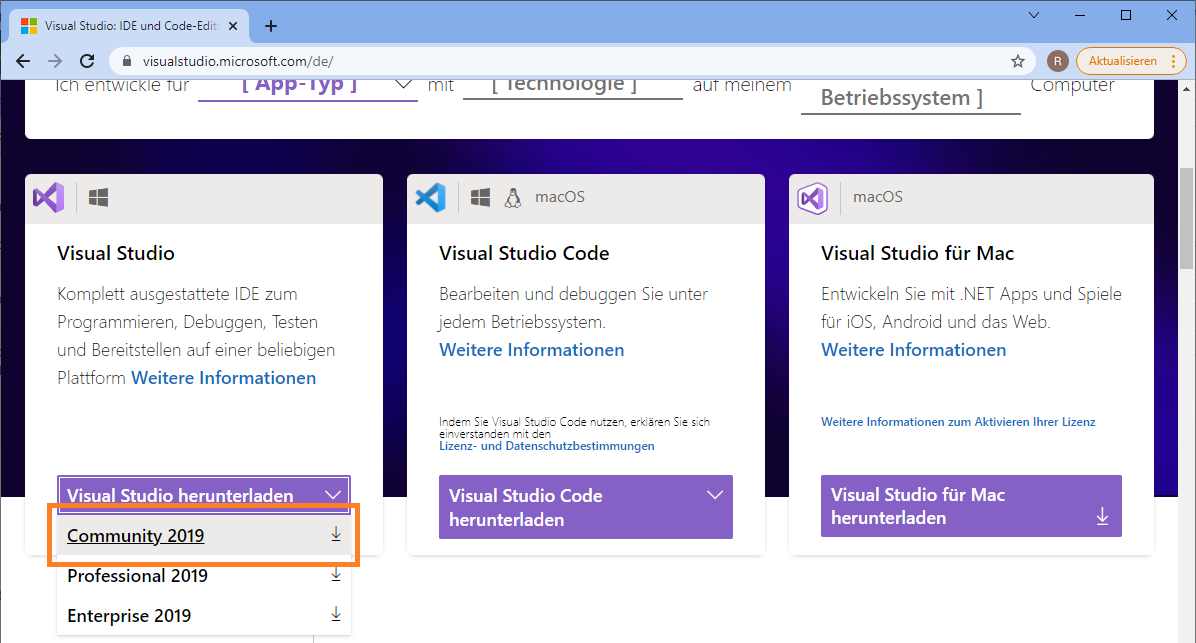 Visual Studio: IDE und Code-Edito
visualstudio.microsoft.com/de/
R
Aktualisieren
Ich entwickle für [ App-Typ ] mit [ Technologie ] auf meinem Betriebssystem ] Computer
Visual Studio
Komplett ausgestattete IDE zum
Programmieren, Debuggen, Testen
und Bereitstellen auf einer beliebigen
Plattform Weitere Informationen
Visual Studio herunterladen
Community 2019
Professional 2019
Enterprise 2019
macOS
Visual Studio Code
Bearbeiten und debuggen Sie unter
jedem Betriebssystem.
Weitere Informationen
Indem Sie Visual Studio Code nutzen, erklären Sie sich
einverstanden mit den
Lizenz- und Datenschutzbestimmungen
Visual Studio Code
herunterladen
macOS
Visual Studio für Mac
Entwickeln Sie mit .NET Apps und Spiele
für iOS, Android und das Web.
Weitere Informationen
Weitere Informationen zum Aktivieren Ihrer Lizenz
Visual Studio für Mac
herunterladen